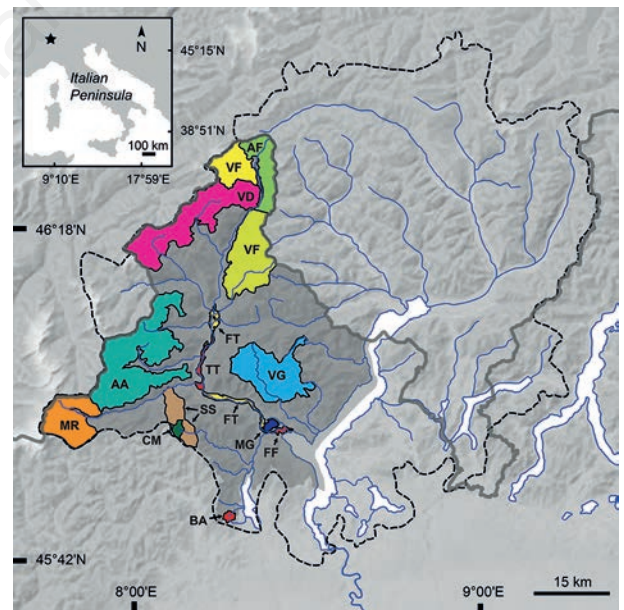 N
45°15'
Italian
Peninsula
38°51'
100 km
9°10'E
17°59'E
AF
VF
VD
46°18'
VF
FT
TT
VG
AA
SS
FT
MR
CM
MG
FF
BA
45°42'
8°00'E
9°00'E
15 km